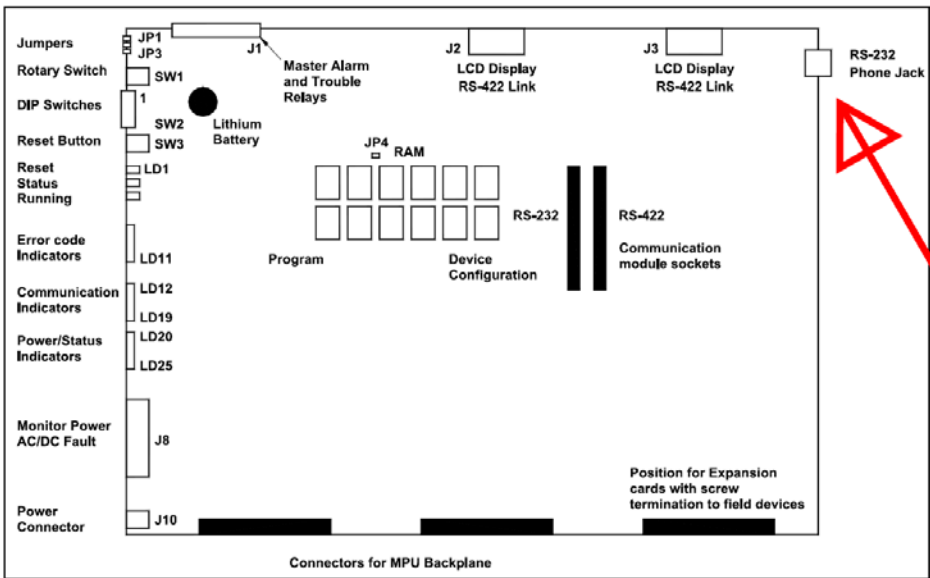 Jumpers
JP1
JP3
J1
Master Alarm
and Trouble
Relays
J2
LCD Display
RS-422 Link
J3
LCD Display
RS-422 Link
RS-232
Phone Jack
Rotary Switch
SW1
DIP Switches
1
SW2
Lithium
Battery
Reset Button
SW3
JP4
RAM
Reset
LD1
Status
Running
RS-232
RS-422
Communication
module sockets
Program
Device
Configuration
Error code
Indicators
LD11
Communication
Indicators
LD12
LD19
Power/Status
Indicators
LD20
LD25
Monitor Power
AC/DC Fault
J8
Position for Expansion
cards with screw
termination to field devices
Power
Connector
J10
Connectors for MPU Backplane